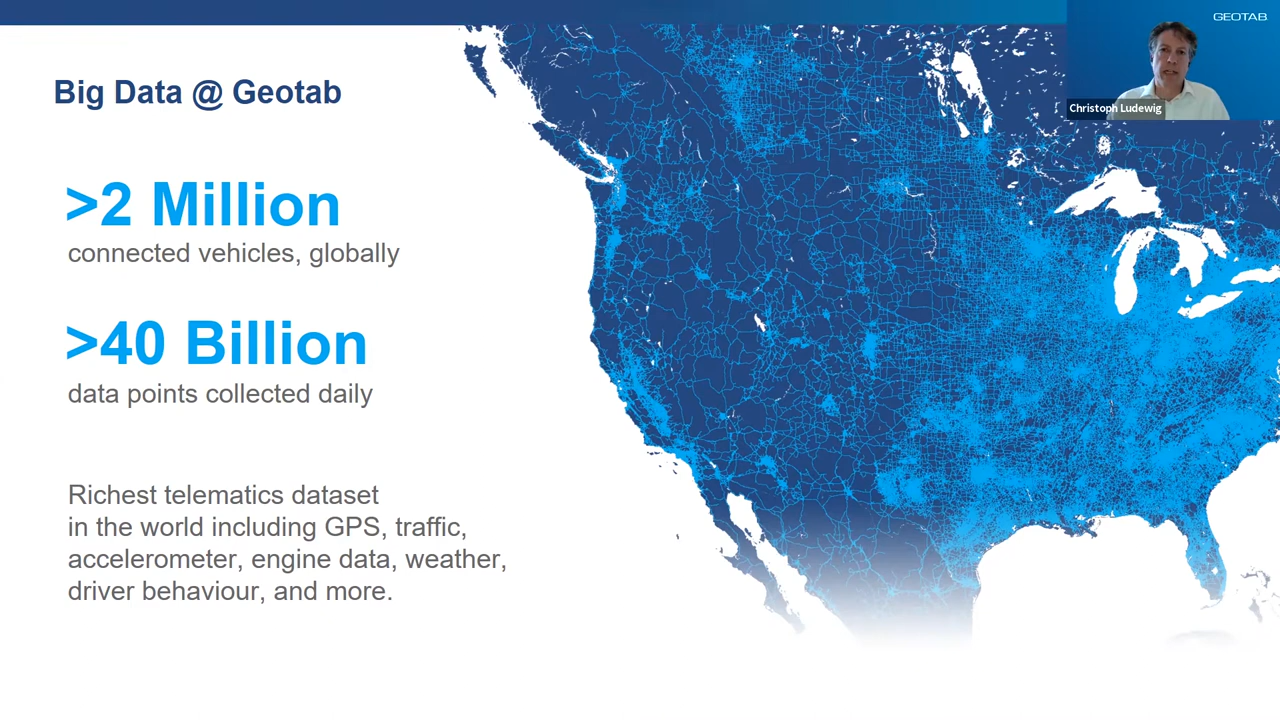 GEOTAB
Christoph Ludewig
Big Data @ Geotab
>2 Million
connected vehicles, globally
>40 Billion
data points collected daily
Richest telematics dataset
in the world including GPS, traffic,
accelerometer, engine data, weather,
driver behaviour, and more.